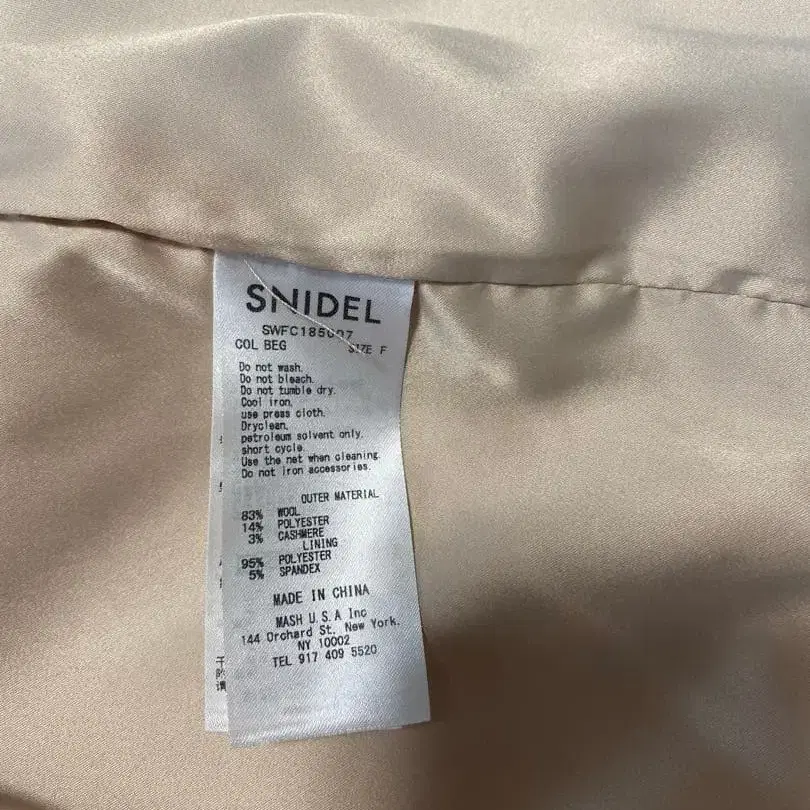 SNIDEL
SWFC185007
COL BEG SIZE F
Do not wash.
Do not bleach.
Do not tumble dry.
Cool iron.
use press cloth.
Dryclean.
petroleum solvent only.
short cycle.
Use the net when cleaning.
Do not iron accessories.
OUTER MATERIAL
83% WOOL
14% POLYESTER
3% CASHMERE
LINING
95% POLYESTER
5% SPANDEX
MADE IN CHINA
MASH U.S.A Inc
144 Orchard St. New York.
NY 10002
TEL 917 409 5520